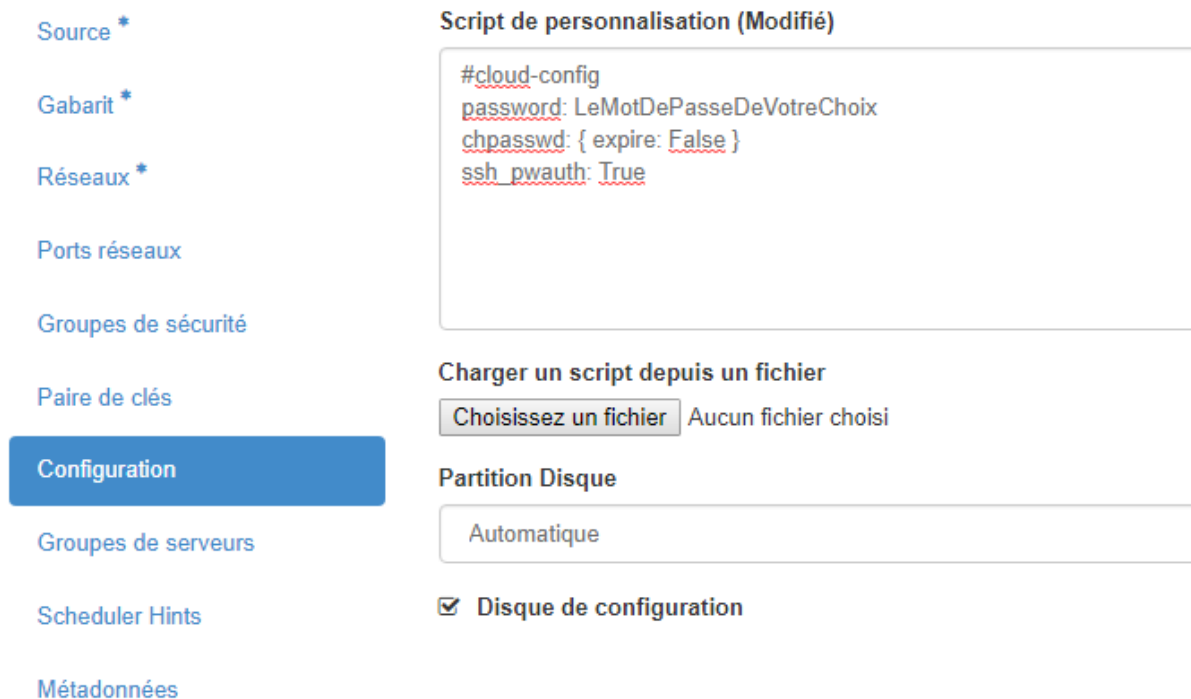 Source *
Gabarit *
Réseaux *
Ports réseaux
Groupes de sécurité
Paire de clés
Configuration
Groupes de serveurs
Scheduler Hints
Métadonnées
Script de personnalisation (Modifié)
#cloud-config
password: LeMotDePasseDeVotreChoix
chpasswd: { expire: False }
ssh_pwauth: True
Charger un script depuis un fichier
Choisissez un fichier Aucun fichier choisi
Partition Disque
Automatique
Disque de configuration